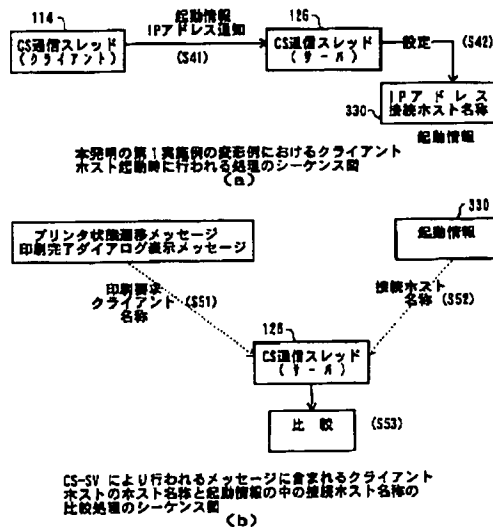 114
CS通信スレッド
(クライアント)
起動情報
IPアドレス通知
(S41)
126
CS通信スレッド
(サーバ)
設定
(S42)
330
IPアドレス
接続ホスト名称
起動情報
本発明の第1実施例の変形例におけるクライアント
ホスト起動時に行われる処理のシーケンス図
(a)
プリンタ状態遷移メッセージ
印刷完了ダイアログ表示メッセージ
330
起動情報
印刷要求
クライアント (S51)
名称
接続ホスト
名称 (S52)
126
CS通信スレッド
(サーバ)
比較
(S53)
CS-SV により行われるメッセージに含まれるクライアント
ホストのホスト名称と起動情報の中の接続ホスト名称の
比較処理のシーケンス図
(b)